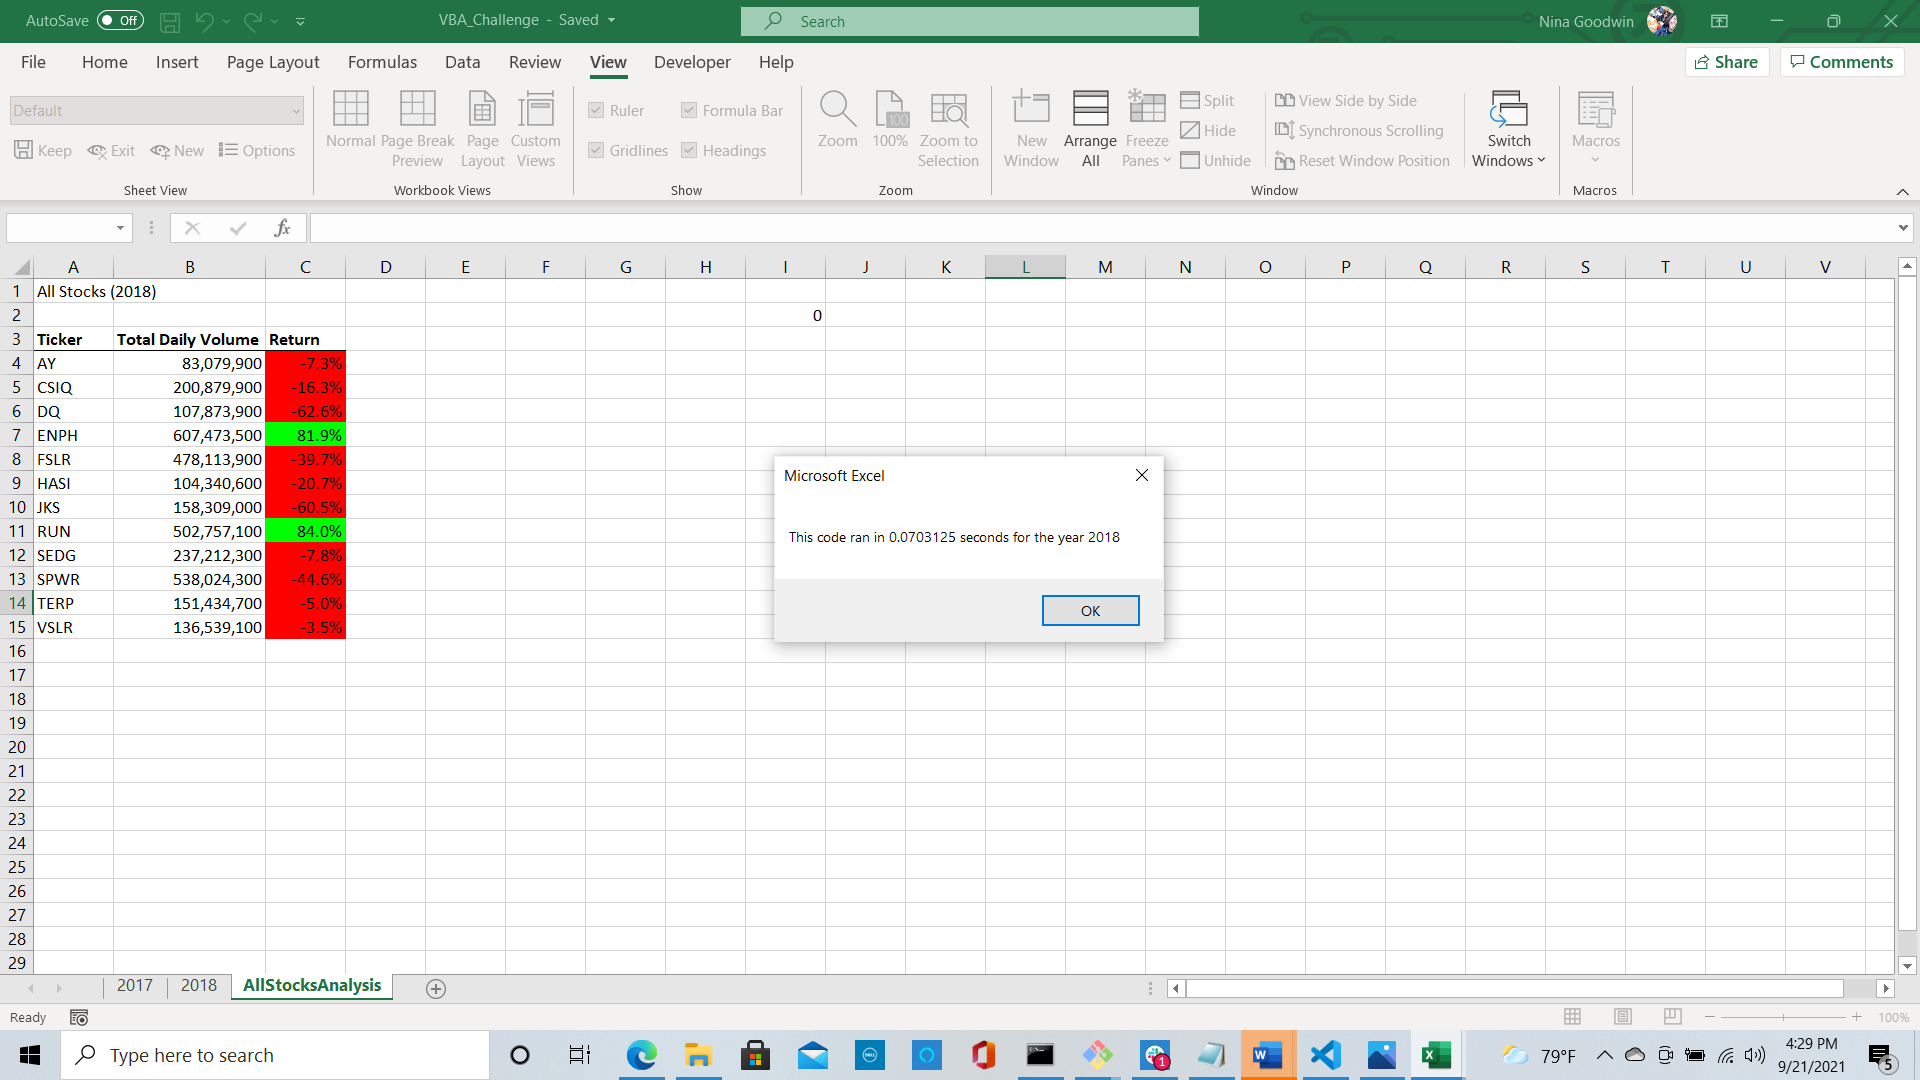 AutoSave Off VBA_Challenge - Saved Search Nina Goodwin
File Home Insert Page Layout Formulas Data Review View Developer Help Share Comments
Default
Keep Exit New Options
Sheet View
Normal Page Break Preview Page Layout Custom Views
Workbook Views
Ruler Formula Bar
Gridlines Headings
Show
Zoom 100 100% Zoom to Selection
Zoom
New Window Arrange All Freeze Panes
Split View Side by Side
Hide Synchronous Scrolling
Unhide Reset Window Position
Switch Windows
Window
Macros
Macros
fx
A B C D E F G H I J K L M N O P Q R S T U V
1 All Stocks (2018)
2 0
3 Ticker Total Daily Volume Return
4 AY 83,079,900 -7.3%
5 CSIQ 200,879,900 -16.3%
6 DQ 107,873,900 -62.6%
7 ENPH 607,473,500 81.9%
8 FSLR 478,113,900 -39.7%
9 HASI 104,340,600 -20.7%
10 JKS 158,309,000 -60.5%
11 RUN 502,757,100 84.0%
12 SEDG 237,212,300 -7.8%
13 SPWR 538,024,300 -44.6%
14 TERP 151,434,700 -5.0%
15 VSLR 136,539,100 -3.5%
16
17
18
19
20
21
22
23
24
25
26
27
28
29
Microsoft Excel
This code ran in 0.0703125 seconds for the year 2018
OK
2017 2018 AllStocksAnalysis
Ready 100%
Type here to search
DELL
1
W
X
79°F
4:29 PM
9/21/2021
5